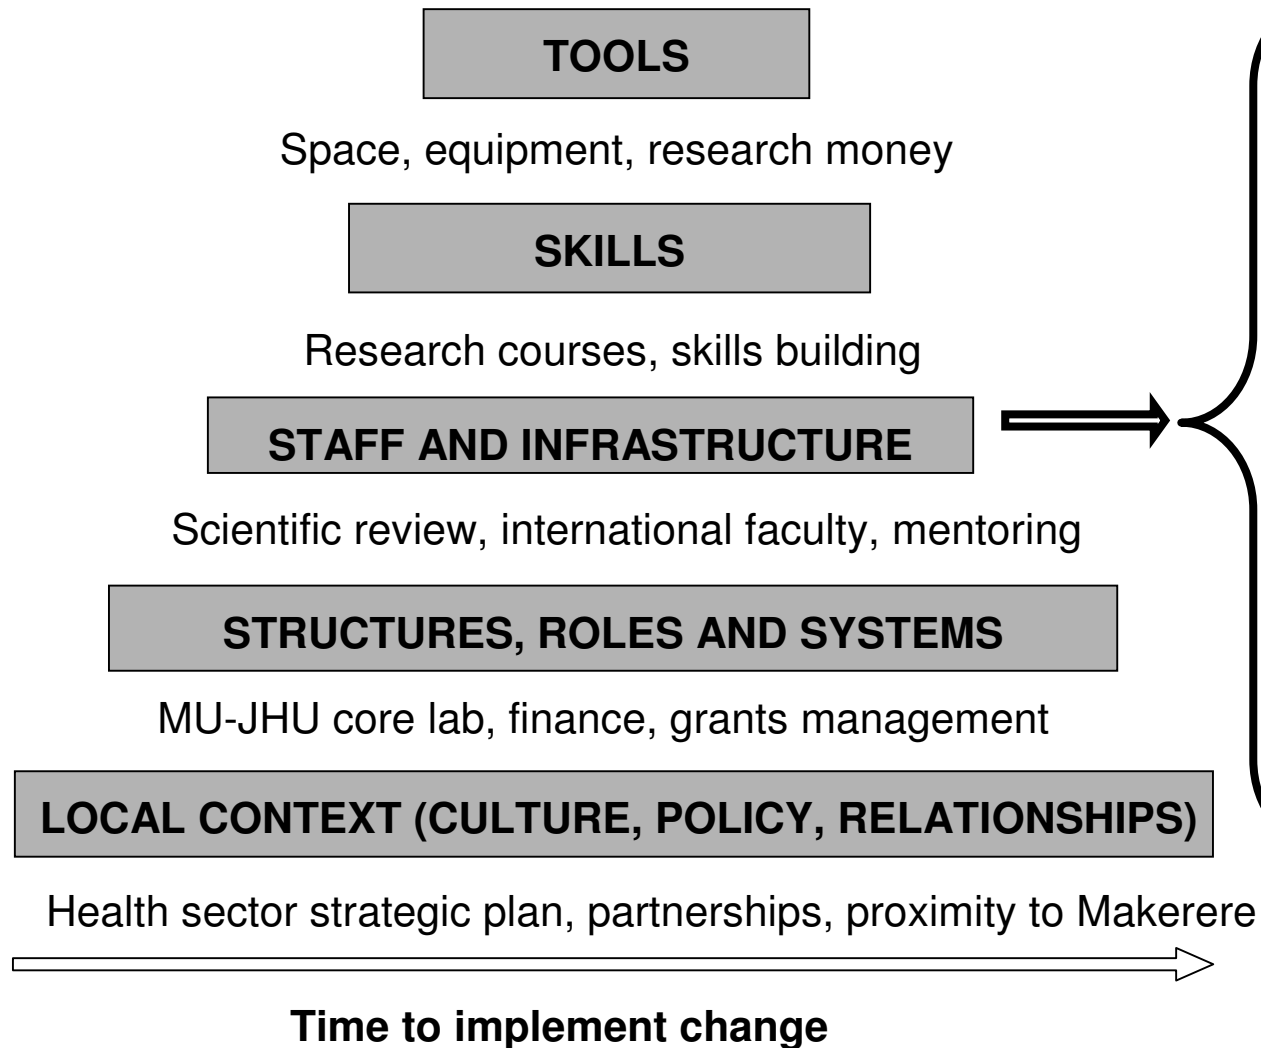 TOOLS
Space, equipment, research money
SKILLS
Research courses, skills building
STAFF AND INFRASTRUCTURE
Scientific review, international faculty, mentoring
STRUCTURES, ROLES AND SYSTEMS
MU-JHU core lab, finance, grants management
LOCAL CONTEXT (CULTURE, POLICY, RELATIONSHIPS)
Health sector strategic plan, partnerships, proximity to Makerere
Time to implement change